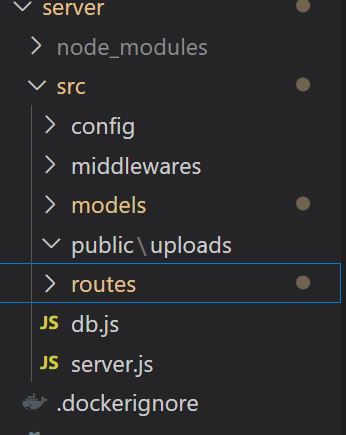 server
node_modules
src
config
middlewares
models
public\uploads
routes
JS db.js
JS server.js
.dockerignore